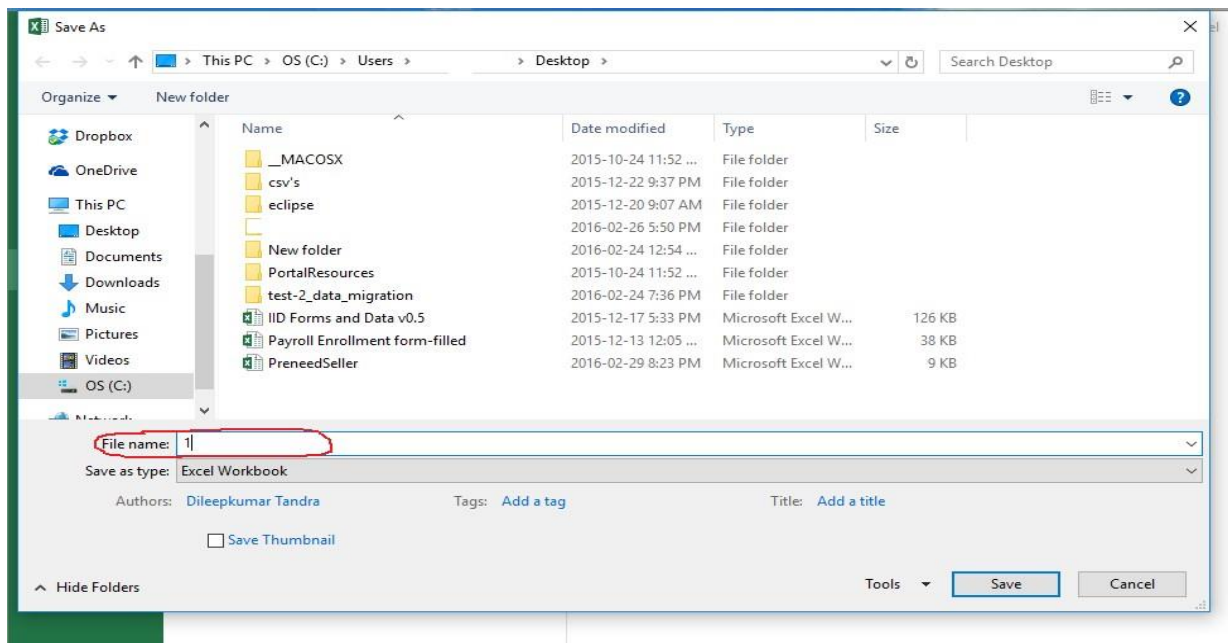 Save As
el
This PC > OS (C:) > Users > > Desktop >
Search Desktop
Organize
New folder
Name Date modified Type Size
Dropbox
OneDrive
This PC
Desktop
Documents
Downloads
Music
Pictures
Videos
OS (C:)
Network
__MACOSX 2015-10-24 11:52 ... File folder
csv's 2015-12-22 9:37 PM File folder
eclipse 2015-12-20 9:07 AM File folder
2016-02-26 5:50 PM File folder
New folder 2016-02-24 12:54 ... File folder
PortalResources 2015-10-24 11:52 ... File folder
test-2_data_migration 2016-02-24 7:36 PM File folder
IID Forms and Data v0.5 2015-12-17 5:33 PM Microsoft Excel W... 126 KB
Payroll Enrollment form-filled 2015-12-13 12:05 ... Microsoft Excel W... 38 KB
PreneedSeller 2016-02-29 8:23 PM Microsoft Excel W... 9 KB
File name: 1
Save as type: Excel Workbook
Authors: Dileepkumar Tandra Tags: Add a tag Title: Add a title
Save Thumbnail
Hide Folders Tools Save Cancel